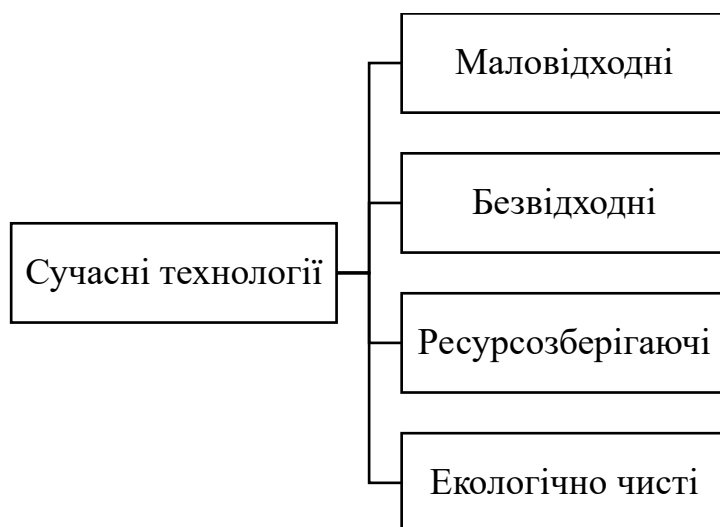 Маловідходні
Безвідходні
Сучасні технології
Ресурсозберігаючі
Екологічно чисті